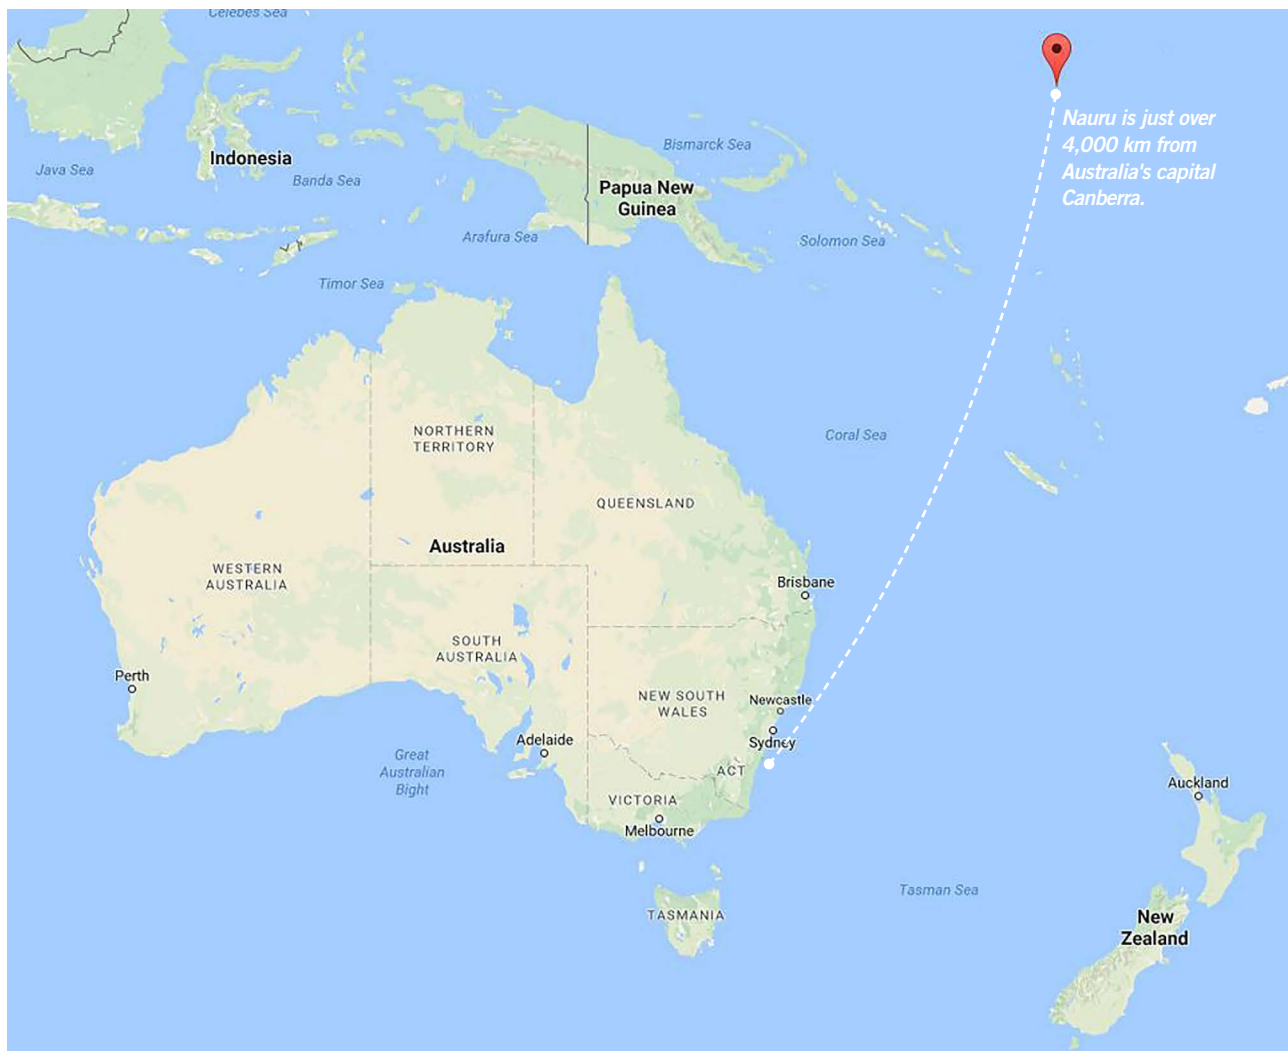 Celebes Sea
Nauru is just over
4,000 km from
Australia's capital
Canberra.
Bismarck Sea
Indonesia
Java Sea
Banda Sea
Papua New
Guinea
Arafura Sea
Solomon Sea
Timor Sea
NORTHERN
TERRITORY
Coral Sea
QUEENSLAND
Australia
WESTERN
AUSTRALIA
Brisbane
SOUTH
AUSTRALIA
Perth
NEW SOUTH
WALES
Newcastle
Adelaide
Sydney
Great
Australian
Bight
ACT
Auckland
VICTORIA
Melbourne
Tasman Sea
TASMANIA
New
Zealand